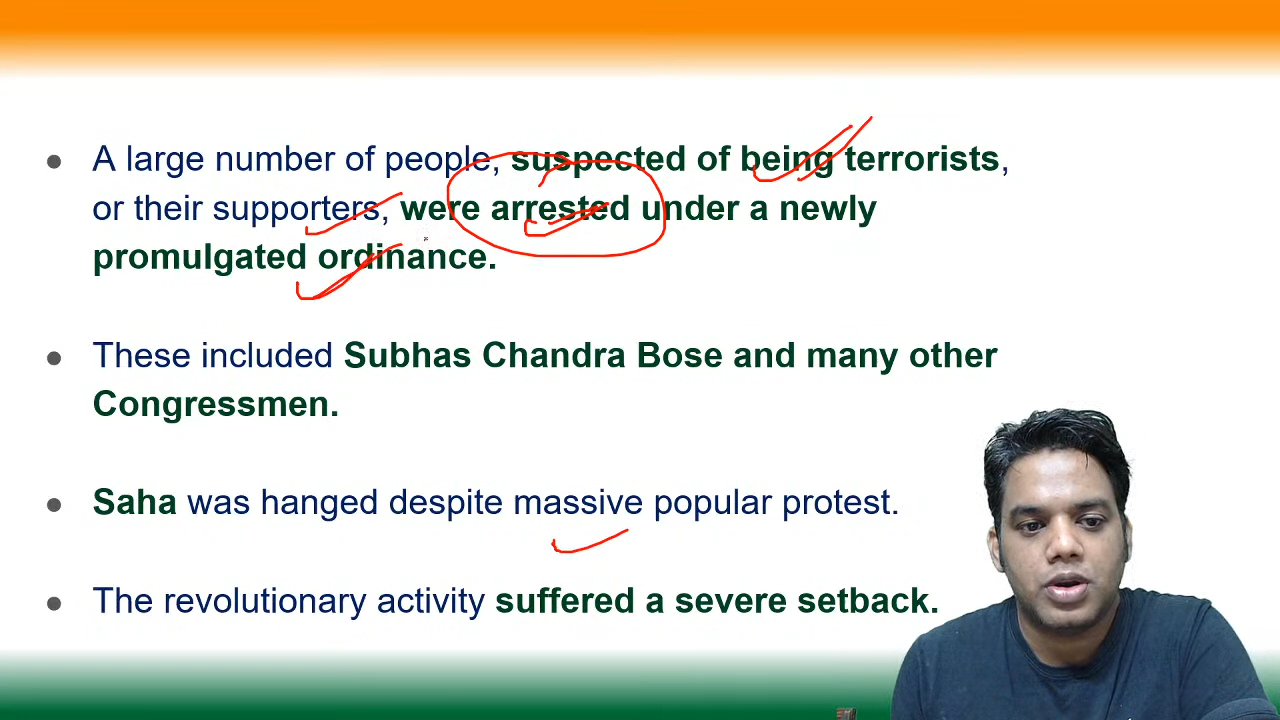 ● A large number of people, suspected of being terrorists,
or their supporters, were arrested under a newly
promulgated ordinance.
● These included Subhas Chandra Bose and many other
Congressmen.
● Saha was hanged despite massive popular protest.
● The revolutionary activity suffered a severe setback.